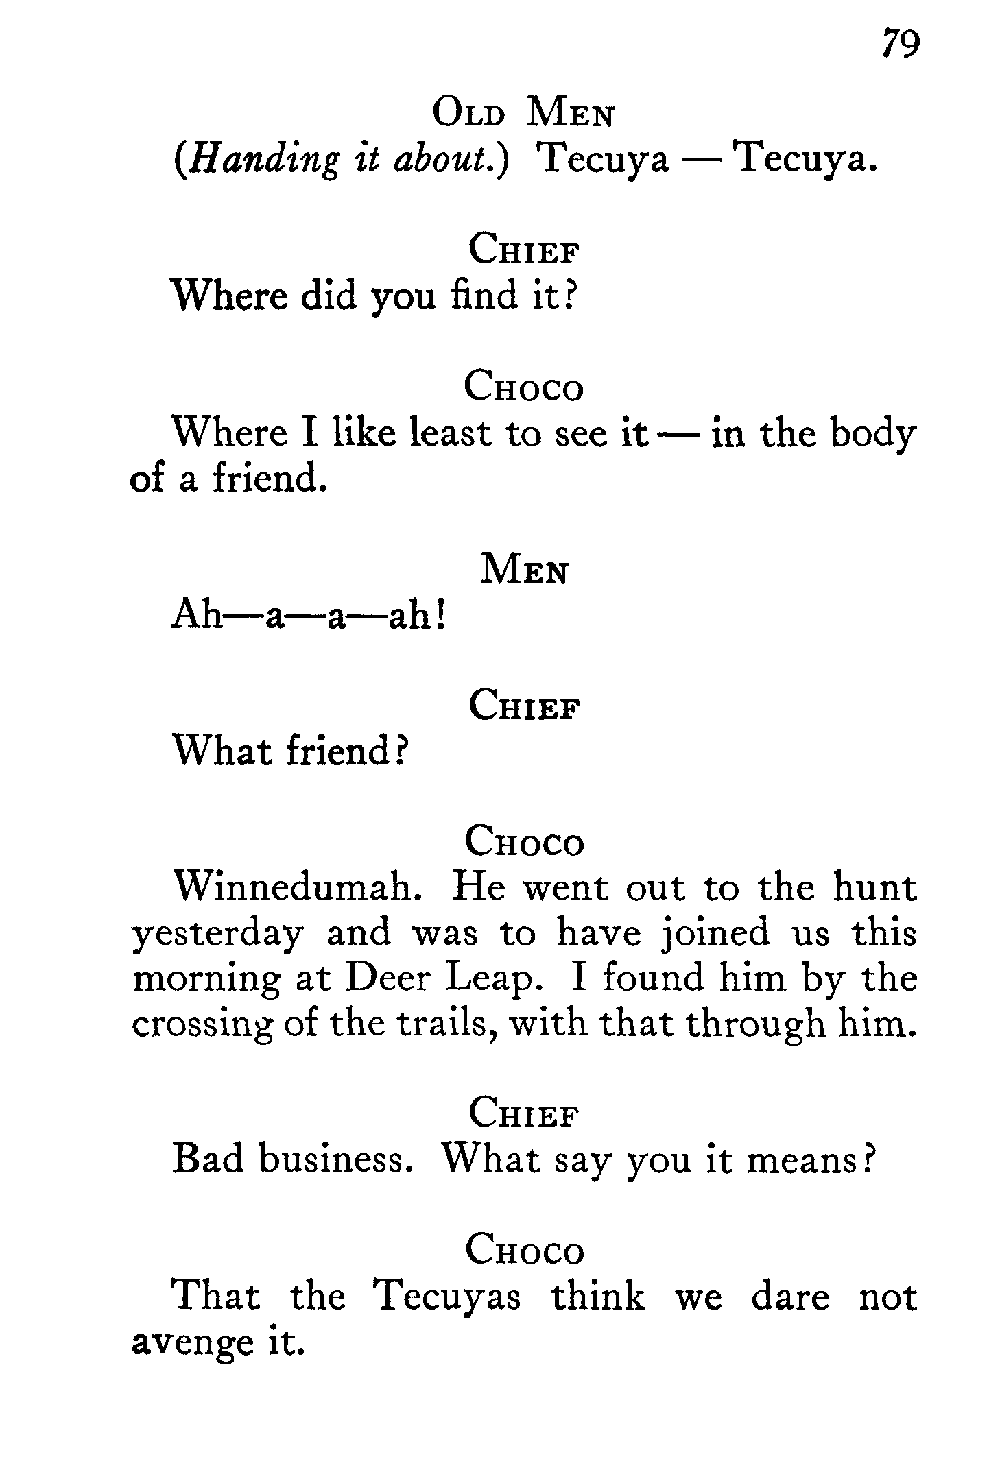 79
OLD MEN
(Handing it about.) Tecuya — Tecuya.
CHIEF
Where did you find it?
CHOCO
Where I like least to see it — in the body
of a friend.
MEN
Ah—a—a—ah!
CHIEF
What friend?
CHOCO
Winnedumah. He went out to the hunt
yesterday and was to have joined us this
morning at Deer Leap. I found him by the
crossing of the trails, with that through him.
CHIEF
Bad business. What say you it means?
CHOCO
That the Tecuyas think we dare not
avenge it.